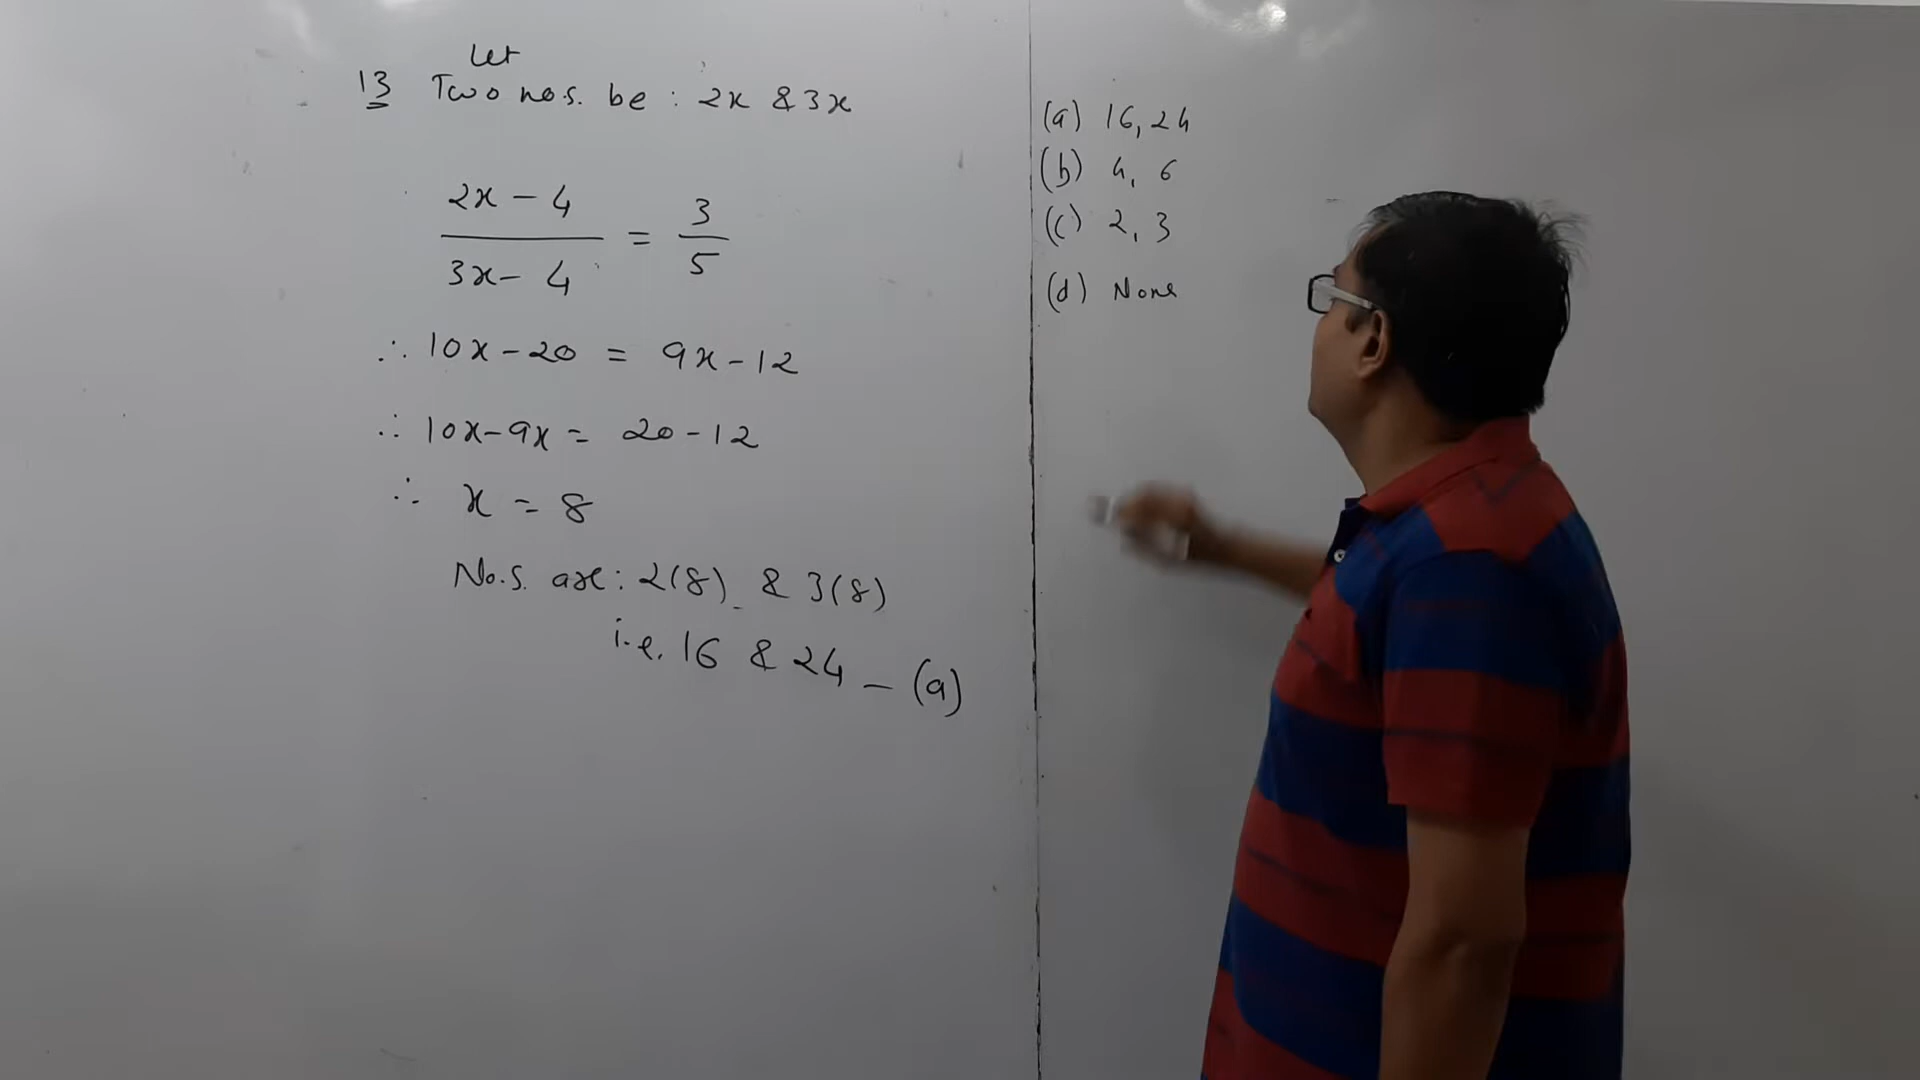 Let
13 Two no.s. be : 2x & 3x
2x - 4
3x - 4
= 3
5
∴ 10x - 20 = 9x - 12
∴ 10x - 9x = 20 - 12
∴ x = 8
No.s. are : 2(8) & 3(8)
i.e. 16 & 24 - (a)
(a) 16, 24
(b) 4, 6
(c) 2, 3
(d) None